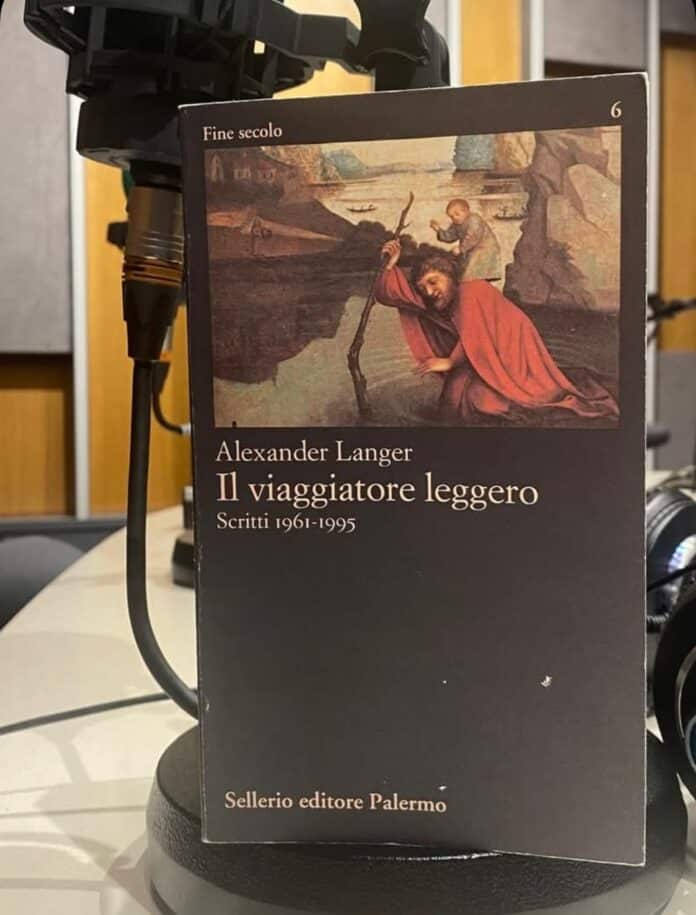 Fine secolo
6
Alexander Langer
Il viaggiatore leggero
Scritti 1961-1995
Sellerio editore Palermo